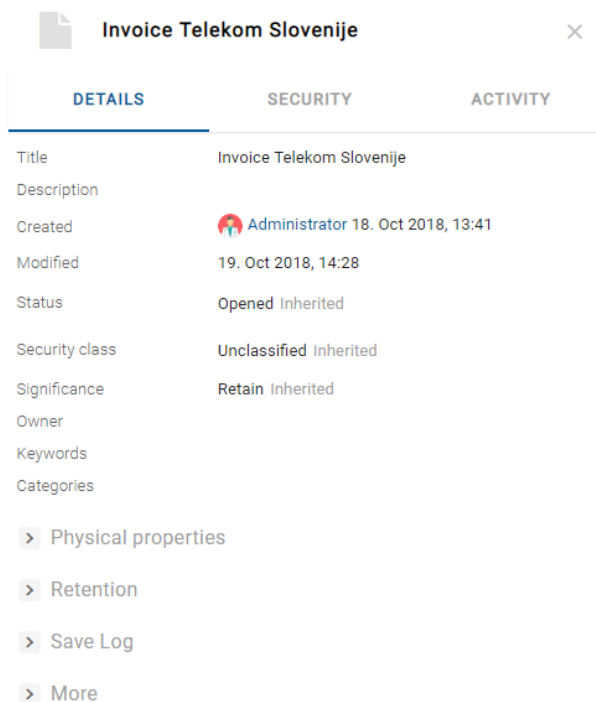 Invoice Telekom Slovenije
DETAILS SECURITY ACTIVITY
Title Invoice Telekom Slovenije
Description
Created Administrator 18. Oct 2018, 13:41
Modified 19. Oct 2018, 14:28
Status Opened Inherited
Security class Unclassified Inherited
Significance Retain Inherited
Owner
Keywords
Categories
Physical properties
Retention
Save Log
More